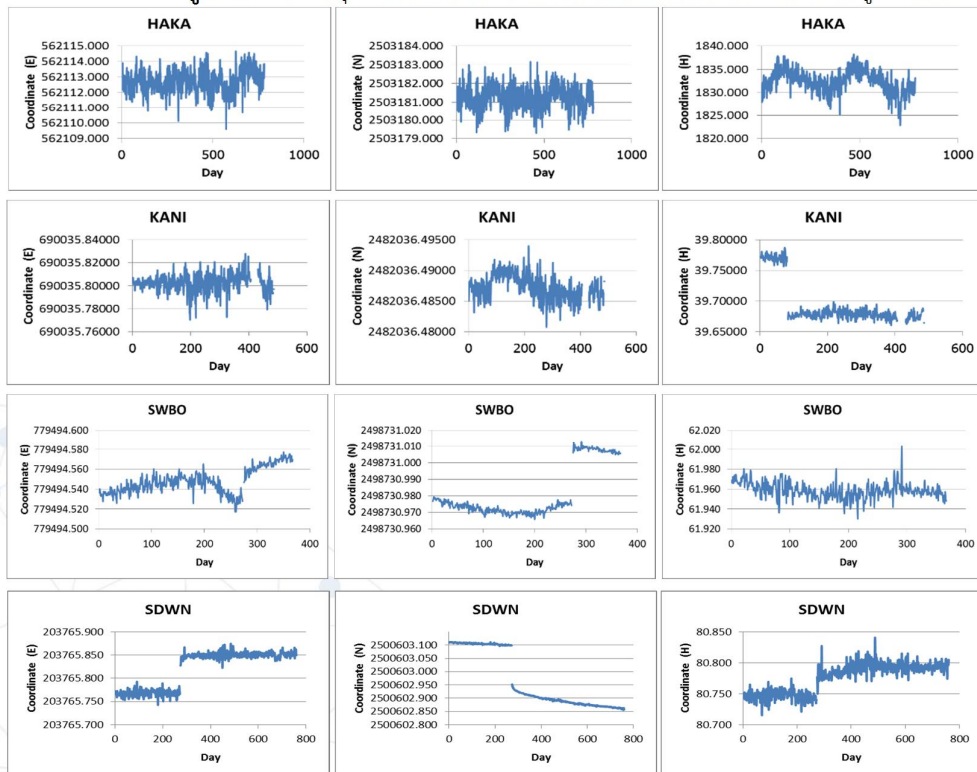 HAKA
Coordinate (E)
562115.000
562114.000
562113.000
562112.000
562111.000
562110.000
562109.000
0 500 1000
Day
HAKA
Coordinate (N)
2503184.000
2503183.000
2503182.000
2503181.000
2503180.000
2503179.000
0 500 1000
Day
HAKA
Coordinate (H)
1840.000
1835.000
1830.000
1825.000
1820.000
0 500 1000
Day
KANI
Coordinate (E)
690035.84000
690035.82000
690035.80000
690035.78000
690035.76000
0 200 400 600
Day
KANI
Coordinate (N)
2482036.49500
2482036.49000
2482036.48500
2482036.48000
0 200 400 600
Day
KANI
Coordinate (H)
39.80000
39.75000
39.70000
39.65000
0 200 400 600
Day
SWBO
Coordinate (E)
779494.600
779494.580
779494.560
779494.540
779494.520
779494.500
0 100 200 300 400
Day
SWBO
Coordinate (N)
2498731.020
2498731.010
2498731.000
2498730.990
2498730.980
2498730.970
2498730.960
0 100 200 300 400
Day
SWBO
Coordinate (H)
62.020
62.000
61.980
61.960
61.940
61.920
0 100 200 300 400
Day
SDWN
Coordinate (E)
203765.900
203765.850
203765.800
203765.750
203765.700
0 200 400 600 800
Day
SDWN
Coordinate (N)
2500603.100
2500603.050
2500603.000
2500602.950
2500602.900
2500602.850
2500602.800
0 200 400 600 800
Day
SDWN
Coordinate (H)
80.850
80.800
80.750
80.700
0 200 400 600 800
Day